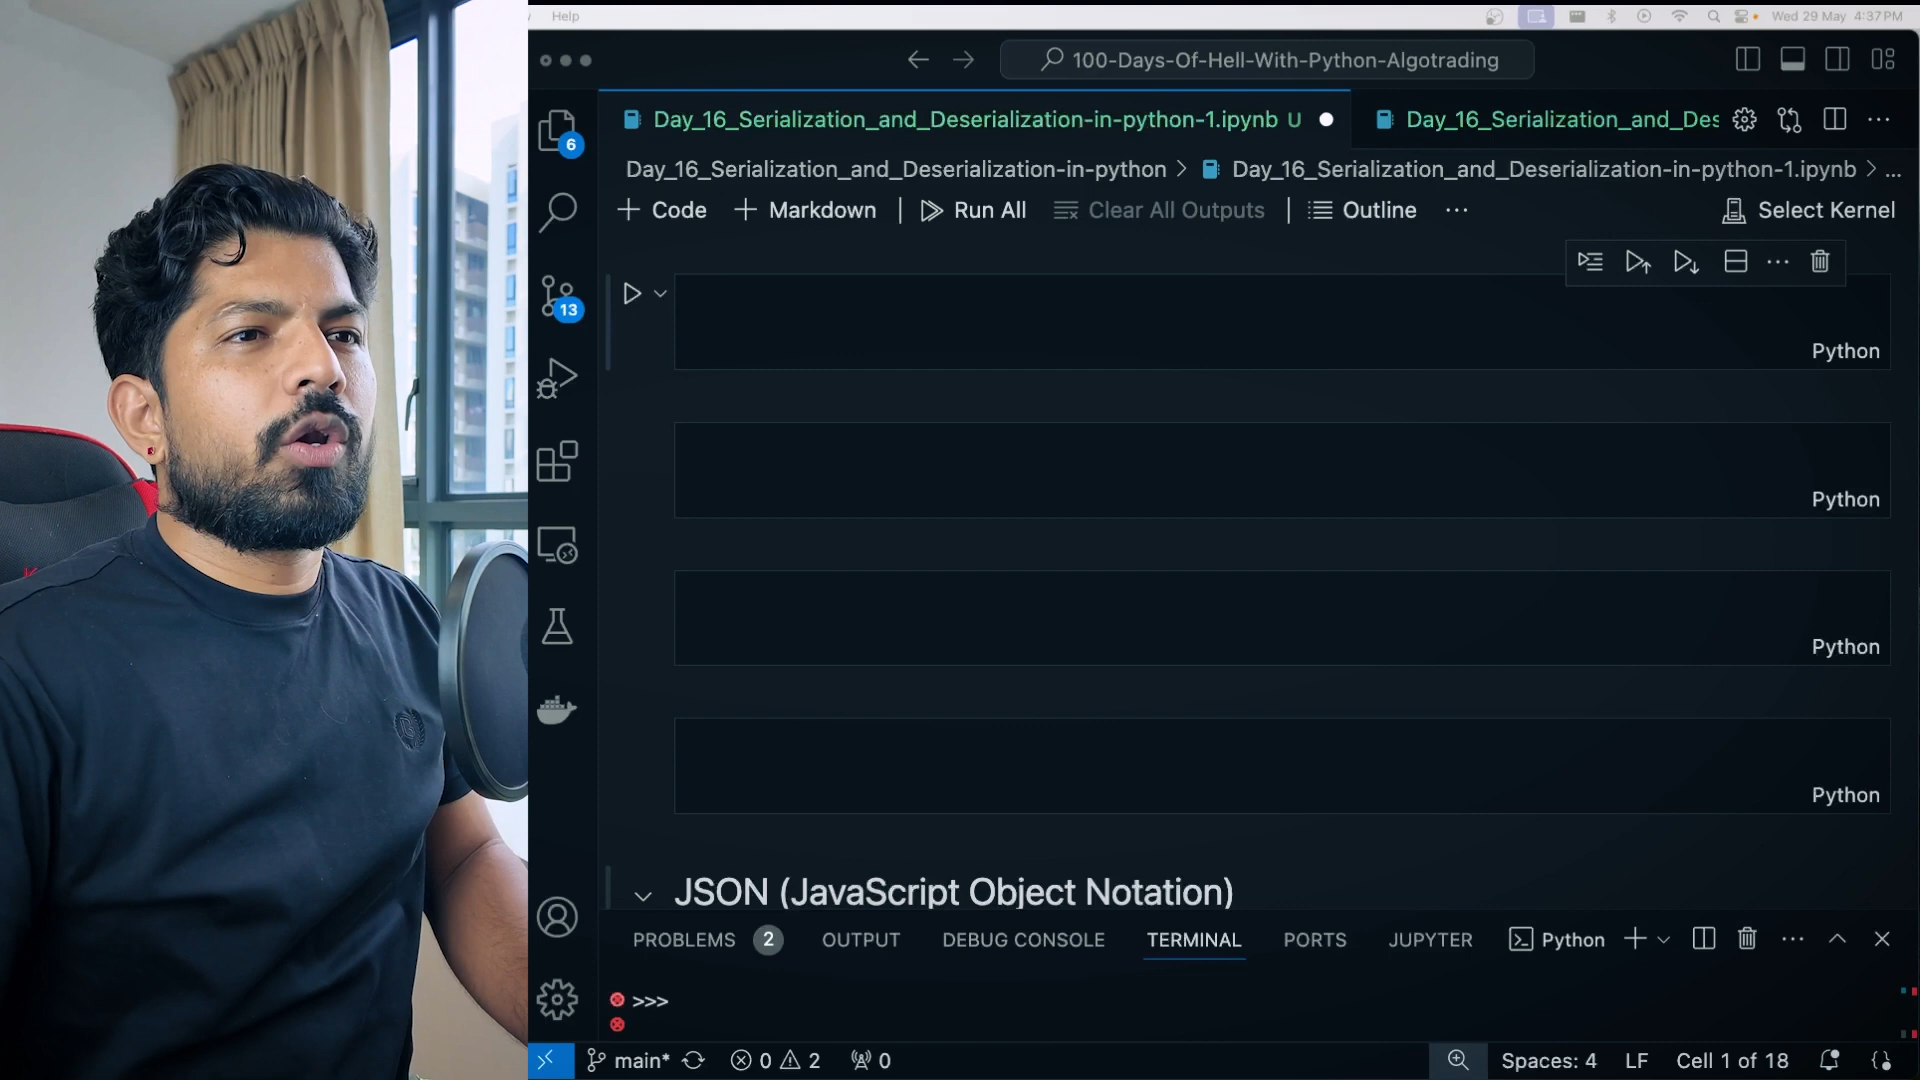 Help
Wed 29 May 4:37 PM
100-Days-Of-Hell-With-Python-Algotrading
6
Day_16_Serialization_and_Deserialization-in-python-1.ipynb U
Day_16_Serialization_and_Des
Day_16_Serialization_and_Deserialization-in-python > Day_16_Serialization_and_Deserialization-in-python-1.ipynb > ...
+ Code + Markdown | Run All Clear All Outputs | Outline ... Select Kernel
13
Python
Python
Python
Python
JSON (JavaScript Object Notation)
PROBLEMS 2 OUTPUT DEBUG CONSOLE TERMINAL PORTS JUPYTER Python
>>>
main* 0 2 0 Spaces: 4 LF Cell 1 of 18